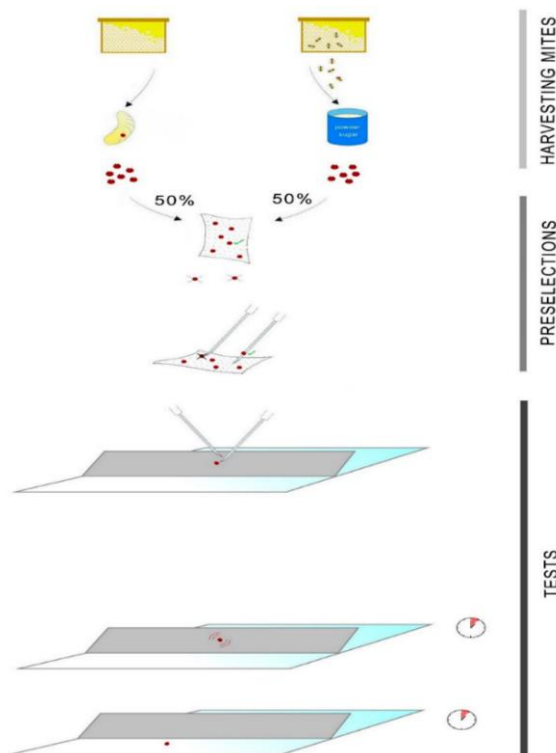 HARVESTING MITES
powder
sugar
50%
50%
PRESELECTIONS
TESTS